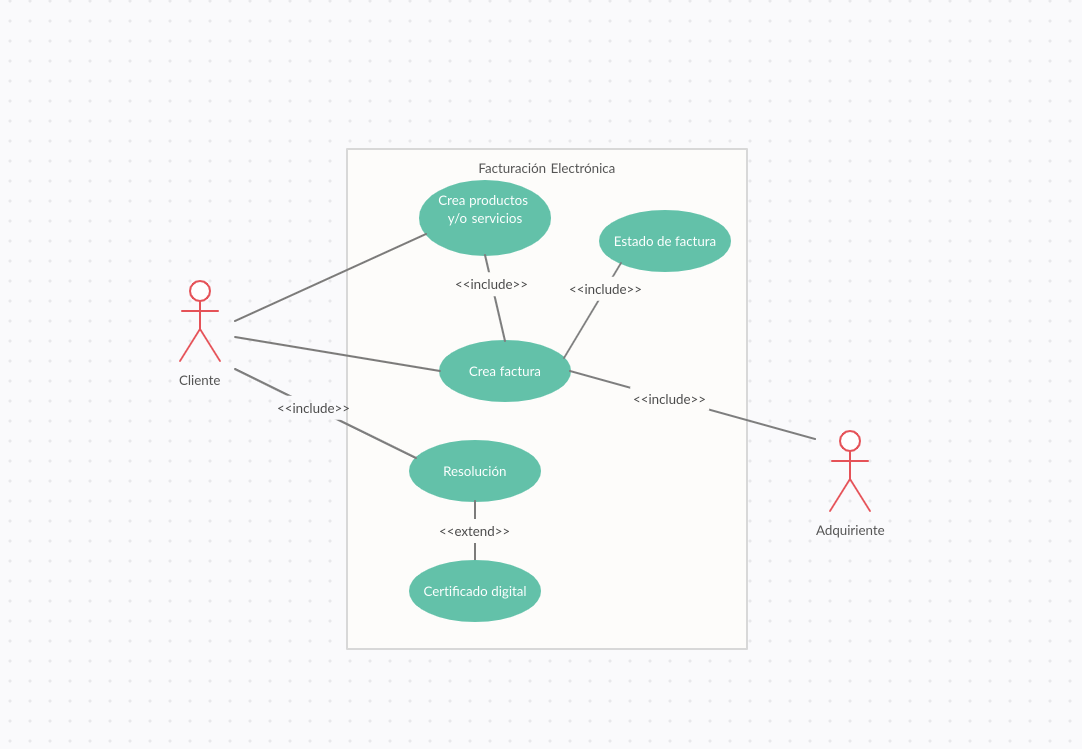 Facturación Electrónica
Crea productos
y/o servicios
Estado de factura
<<include>>
<<include>>
Crea factura
Cliente
<<include>>
<<include>>
Resolución
<<extend>>
Adquiriente
Certificado digital